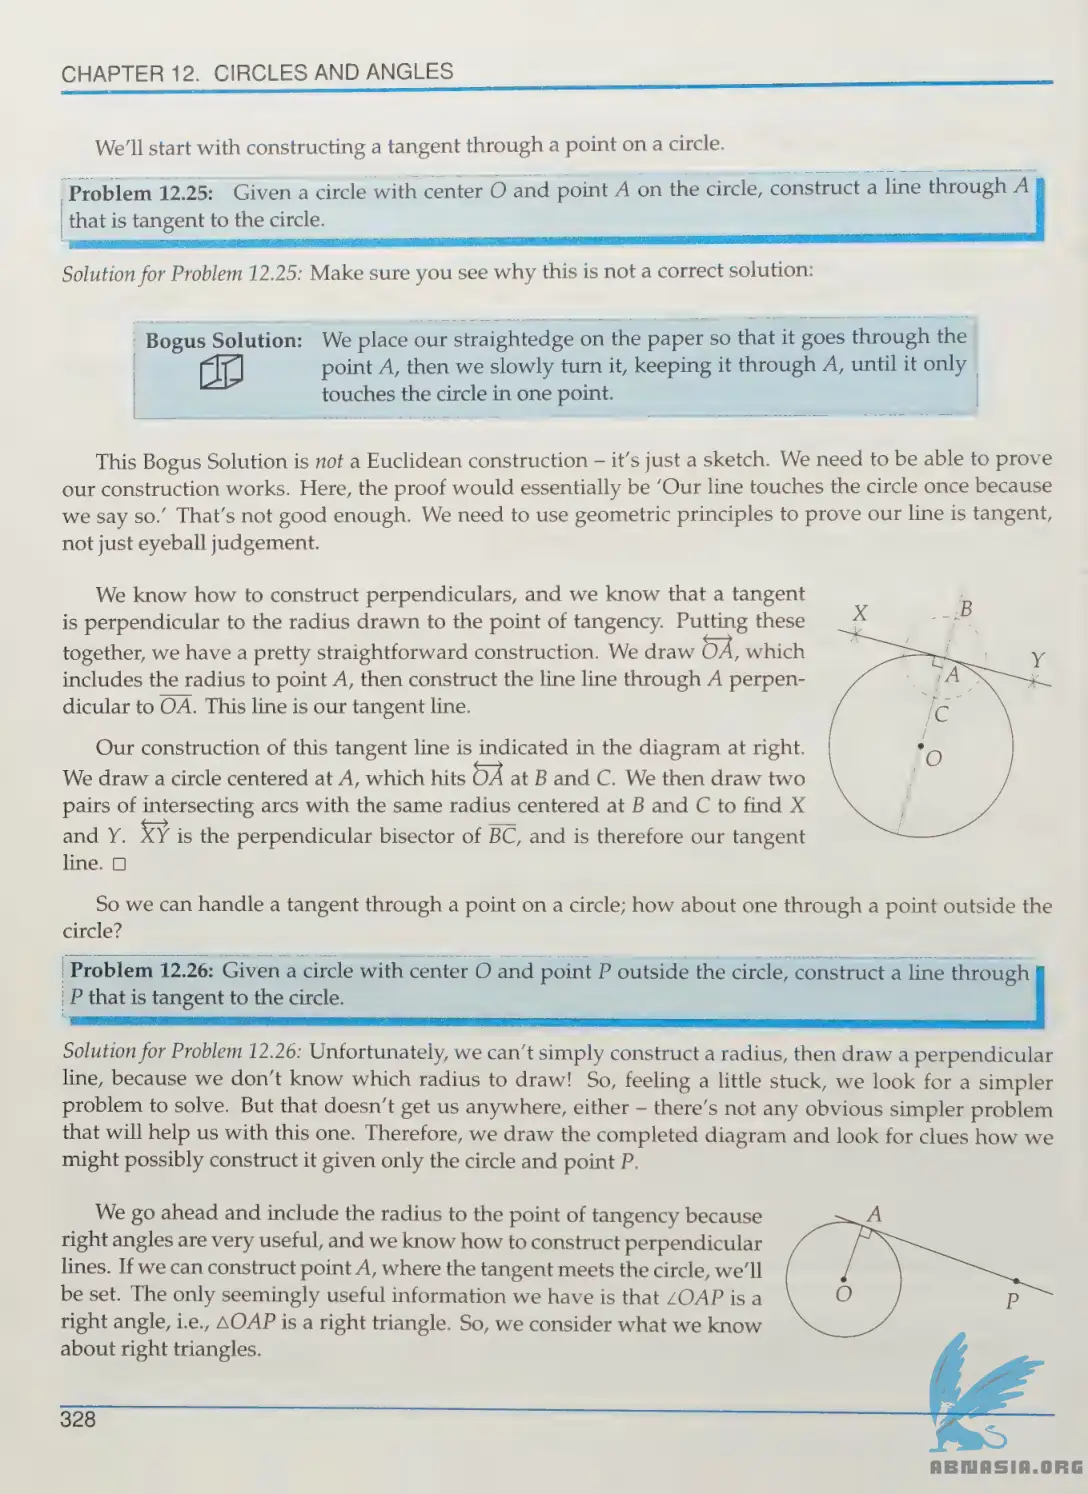 CHAPTER 12. CIRCLES AND ANGLES
We'll start with constructing a tangent through a point on a circle.
Problem 12.25: Given a circle with center O and point A on the circle, construct a line through A
that is tangent to the circle.
Solution for Problem 12.25: Make sure you see why this is not a correct solution:
Bogus Solution: We place our straightedge on the paper so that it goes through the
point A, then we slowly turn it, keeping it through A, until it only
touches the circle in one point.
This Bogus Solution is not a Euclidean construction – it's just a sketch. We need to be able to prove
our construction works. Here, the proof would essentially be 'Our line touches the circle once because
we say so.' That's not good enough. We need to use geometric principles to prove our line is tangent,
not just eyeball judgement.
We know how to construct perpendiculars, and we know that a tangent
is perpendicular to the radius drawn to the point of tangency. Putting these
together, we have a pretty straightforward construction. We draw OA, which
includes the radius to point A, then construct the line line through A perpen-
dicular to OA. This line is our tangent line.
Our construction of this tangent line is indicated in the diagram at right.
We draw a circle centered at A, which hits OA at B and C. We then draw two
pairs of intersecting arcs with the same radius centered at B and C to find X
and Y. XY is the perpendicular bisector of BC, and is therefore our tangent
line. □
X
B
Y
A
C
O
So we can handle a tangent through a point on a circle; how about one through a point outside the
circle?
Problem 12.26: Given a circle with center O and point P outside the circle, construct a line through
P that is tangent to the circle.
Solution for Problem 12.26: Unfortunately, we can't simply construct a radius, then draw a perpendicular
line, because we don't know which radius to draw! So, feeling a little stuck, we look for a simpler
problem to solve. But that doesn't get us anywhere, either – there's not any obvious simpler problem
that will help us with this one. Therefore, we draw the completed diagram and look for clues how we
might possibly construct it given only the circle and point P.
We go ahead and include the radius to the point of tangency because
right angles are very useful, and we know how to construct perpendicular
lines. If we can construct point A, where the tangent meets the circle, we'll
be set. The only seemingly useful information we have is that ∠OAP is a
right angle, i.e., △OAP is a right triangle. So, we consider what we know
about right triangles.
A
O
P
328
ABNASIA.ORG